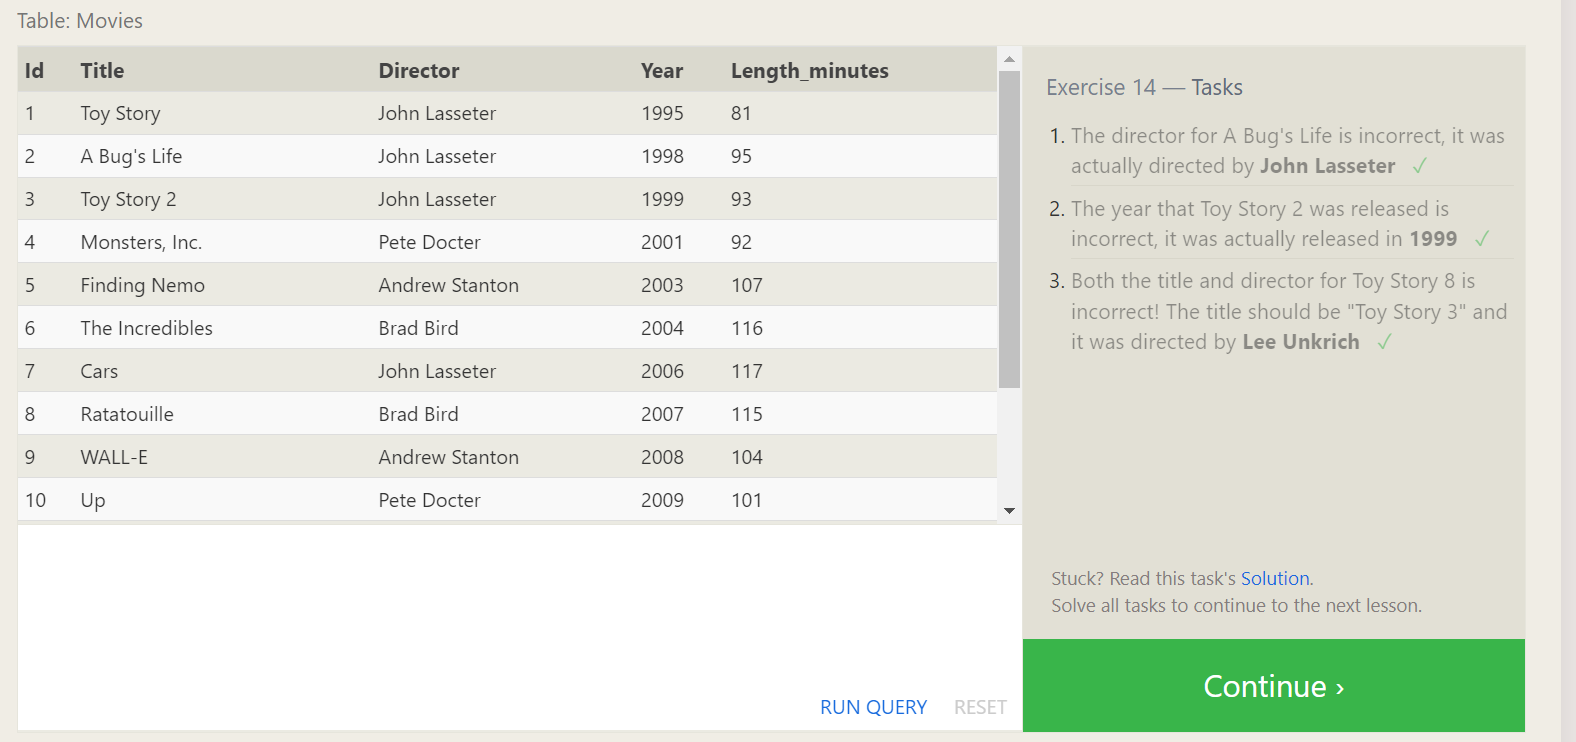 Table: Movies
Id Title Director Year Length_minutes
1 Toy Story John Lasseter 1995 81
2 A Bug's Life John Lasseter 1998 95
3 Toy Story 2 John Lasseter 1999 93
4 Monsters, Inc. Pete Docter 2001 92
5 Finding Nemo Andrew Stanton 2003 107
6 The Incredibles Brad Bird 2004 116
7 Cars John Lasseter 2006 117
8 Ratatouille Brad Bird 2007 115
9 WALL-E Andrew Stanton 2008 104
10 Up Pete Docter 2009 101
RUN QUERY RESET
Exercise 14 — Tasks
1. The director for A Bug's Life is incorrect, it was
actually directed by John Lasseter ✓
2. The year that Toy Story 2 was released is
incorrect, it was actually released in 1999 ✓
3. Both the title and director for Toy Story 8 is
incorrect! The title should be "Toy Story 3" and
it was directed by Lee Unkrich ✓
Stuck? Read this task's Solution.
Solve all tasks to continue to the next lesson.
Continue ›